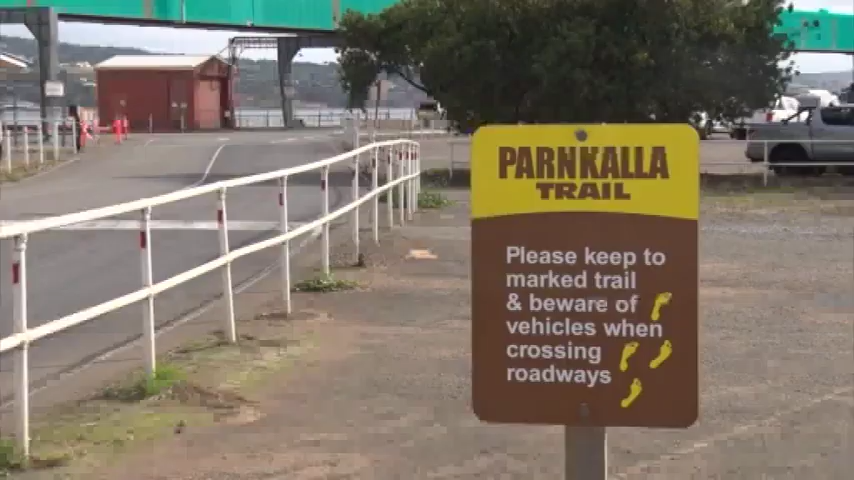 PARNKALLA
TRAIL
Please keep to
marked trail
& beware of
vehicles when
crossing
roadways